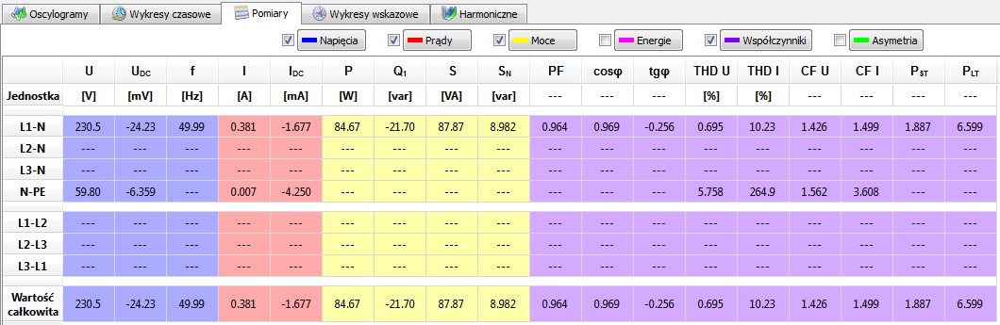 Oscylogramy Wykresy czasowe Pomiary Wykresy wskazowe Harmoniczne
Napięcia Prądy Moce Energie Współczynniki Asymetria
U UDC f I IDC P Q1 S SN PF cosφ tgφ THD U THD I CF U CF I PST PLT
Jednostka [V] [mV] [Hz] [A] [mA] [W] [var] [VA] [var] --- --- --- [%] [%] --- --- --- ---
L1-N 230.5 -24.23 49.99 0.381 -1.677 84.67 -21.70 87.87 8.982 0.964 0.969 -0.256 0.695 10.23 1.426 1.499 1.887 6.599
L2-N --- --- --- --- --- --- --- --- --- --- --- --- --- --- --- --- --- ---
L3-N --- --- --- --- --- --- --- --- --- --- --- --- --- --- --- --- --- ---
N-PE 59.80 -6.359 --- 0.007 -4.250 --- --- --- --- --- --- --- 5.758 264.9 1.562 3.608 --- ---
L1-L2 --- --- --- --- --- --- --- --- --- --- --- --- --- --- --- --- --- ---
L2-L3 --- --- --- --- --- --- --- --- --- --- --- --- --- --- --- --- --- ---
L3-L1 --- --- --- --- --- --- --- --- --- --- --- --- --- --- --- --- --- ---
Wartość
całkowita 230.5 -24.23 49.99 0.381 -1.677 84.67 -21.70 87.87 8.982 0.964 0.969 -0.256 0.695 10.23 1.426 1.499 1.887 6.599